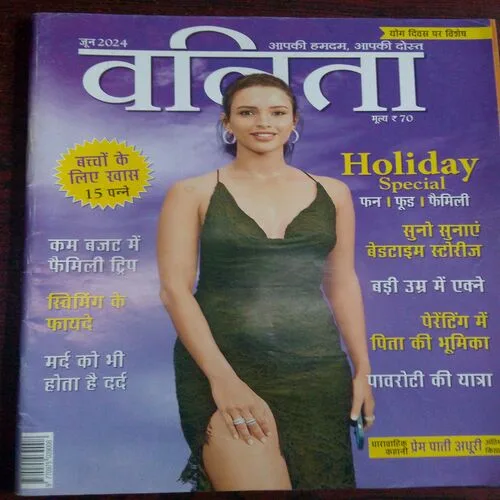 योग दिवस पर विशेष
जून 2024
आपकी हमदम, आपकी दोस्त
वनिता
मूल्य ₹ 70
बच्चों के
लिए खास
15 पन्ने
Holiday
Special
फन । फूड । फैमिली
कम बजट में
फैमिली ट्रिप
स्विमिंग के
फायदे
मर्द को भी
होता है दर्द
सुनो सुनाएं
बेडटाइम स्टोरीज
बड़ी उम्र में एक्ने
पेरेंटिंग में
पिता की भूमिका
पावरोटी की यात्रा
धारावाहिक
कहानी
प्रेम पाती अधूरी